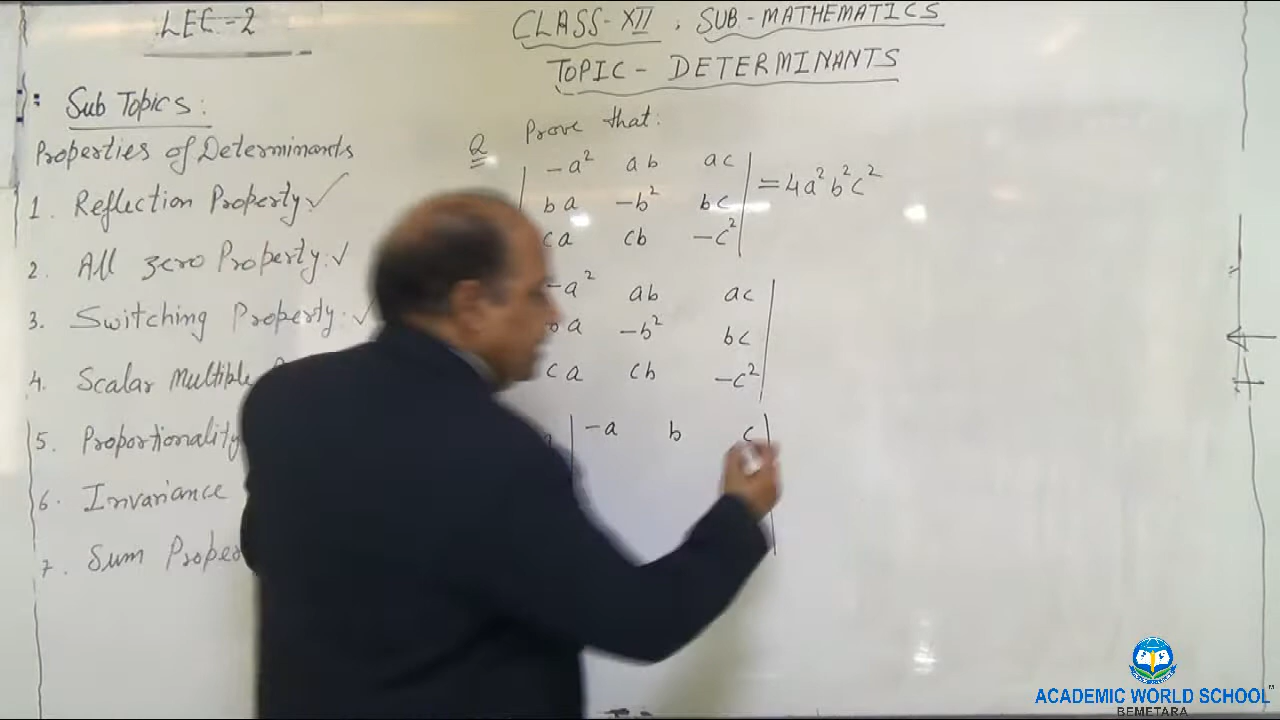 LEC-2
CLASS-XII, SUB-MATHEMATICS
TOPIC- DETERMINANTS
Sub Topics:
Properties of Determinants
1. Reflection Property ✓
2. All zero Property: ✓
3. Switching Property: ✓
4. Scalar Multiple
5. Proportionality
6. Invariance
7. Sum
Q Prove that:
-a² ab ac
ba -b² bc = 4a²b²c²
ca cb -c²
-a² ab ac
a -b² bc
ca cb -c²
-a b c
ACADEMIC WORLD SCHOOL
BEMETARA